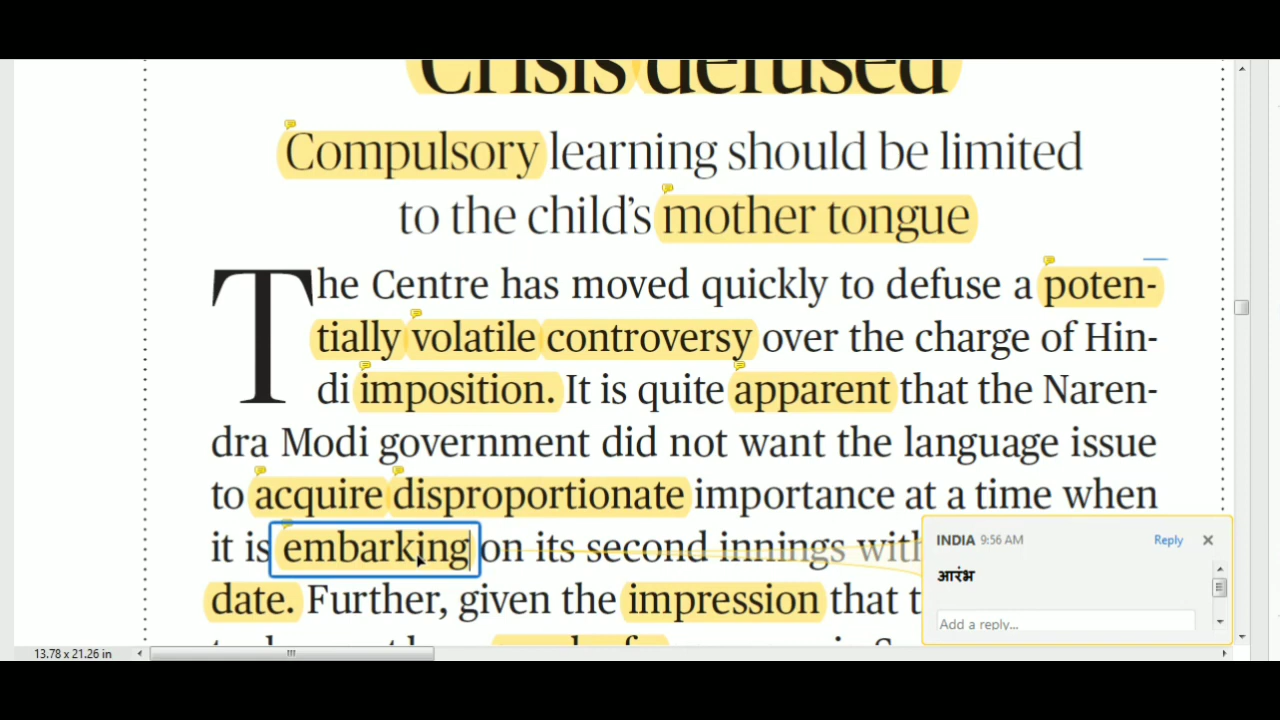 Crisis defused
Compulsory learning should be limited
to the child's mother tongue
The Centre has moved quickly to defuse a poten-
tially volatile controversy over the charge of Hin-
di imposition. It is quite apparent that the Naren-
dra Modi government did not want the language issue
to acquire disproportionate importance at a time when
it is embarking on its second innings with
date. Further, given the impression that t
INDIA 9:56 AM Reply
आरंभ
Add a reply...
13.78 x 21.26 in